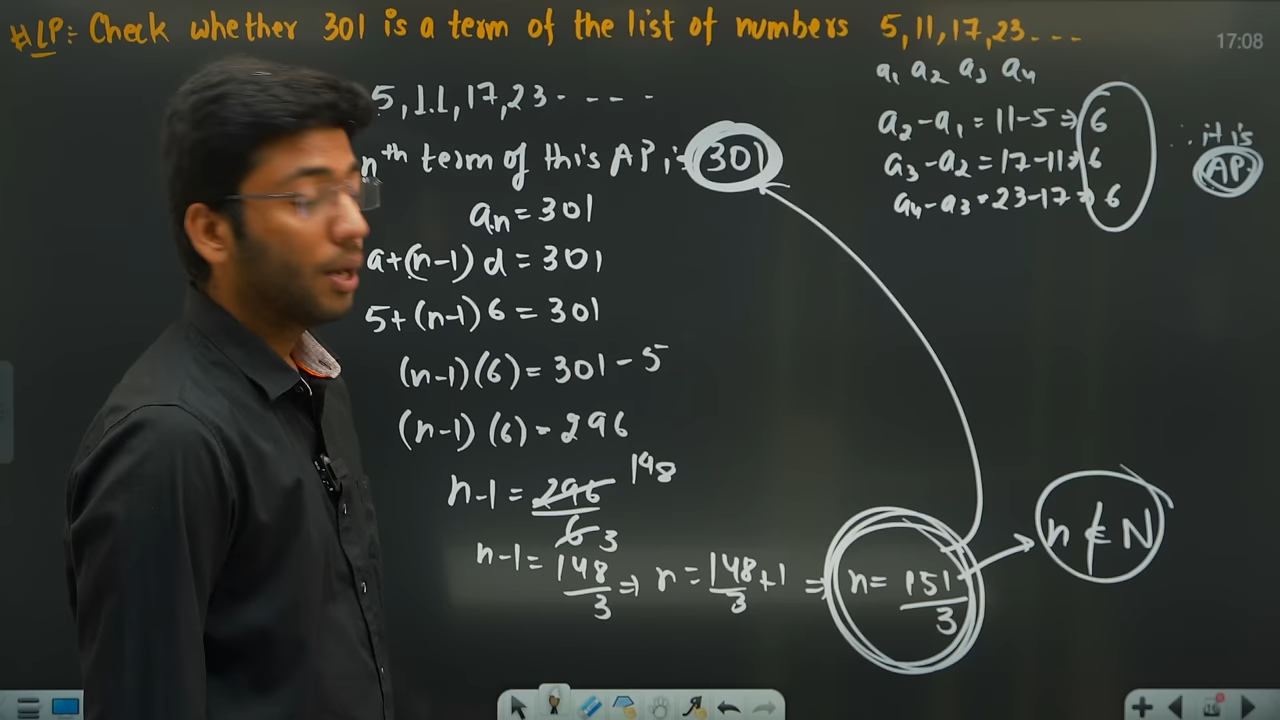 #LP: Check whether 301 is a term of the list of numbers 5, 11, 17, 23 ....
17:08
a₁ a₂ a₃ a₄
5, 11, 17, 23 - - - -
a₂-a₁ = 11-5 ⇒ 6
a₃-a₂ = 17-11 ⇒ 6
a₄-a₃ = 23-17 ⇒ 6
∴ it is
AP.
nth term of this AP is 301
an = 301
a+(n-1) d = 301
5+(n-1) 6 = 301
(n-1)(6) = 301 - 5
(n-1) (6) = 296
n-1 = 296/6 148 3
n-1 = 148/3 ⇒ n = 148/3 + 1 ⇒ n = 151/3
n ∉ N